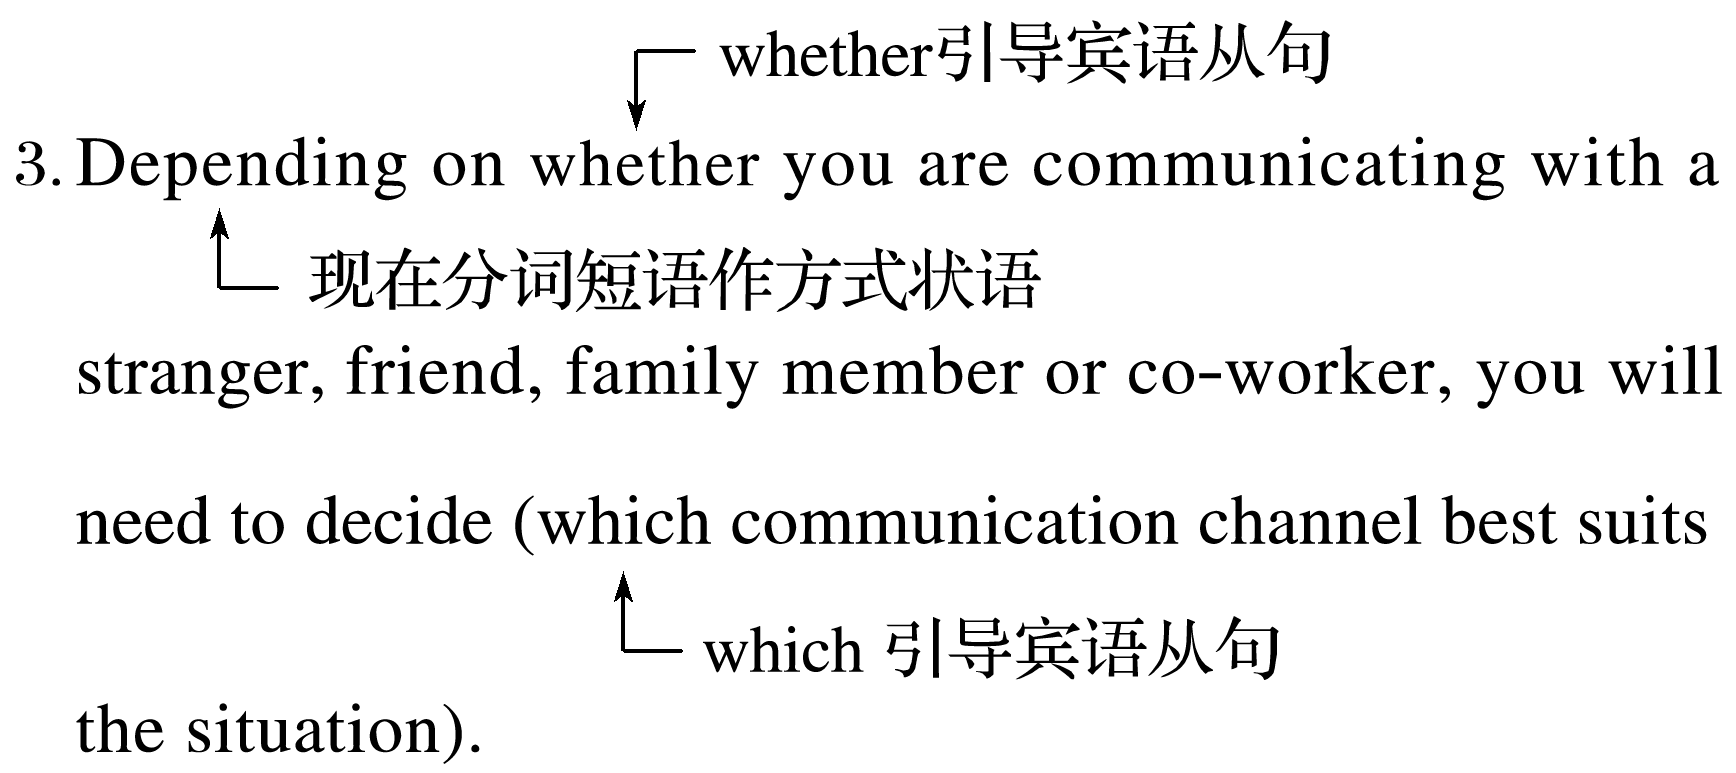 whether引导宾语从句
3. Depending on whether you are communicating with a
现在分词短语作方式状语
stranger, friend, family member or co-worker, you will
need to decide (which communication channel best suits
which 引导宾语从句
the situation).